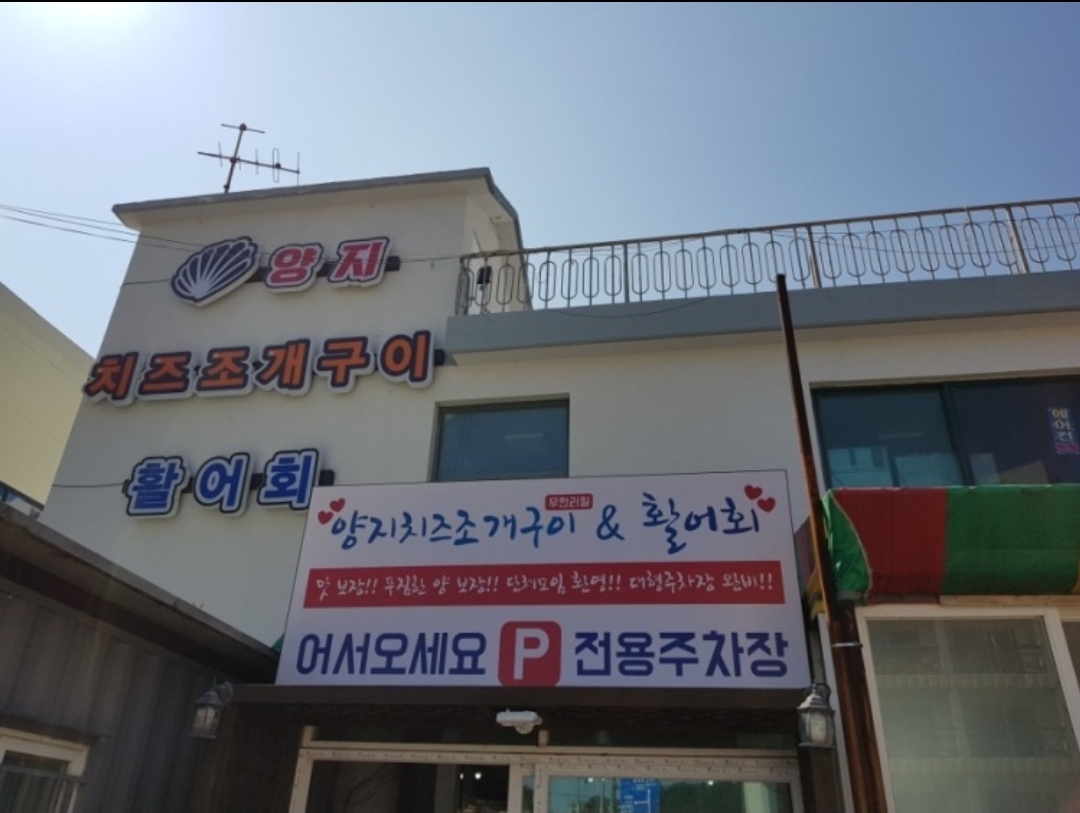 양지
치즈조개구이
활어회
에어컨
무한리필
양지치즈조개구이 & 활어회
맛 보장!! 푸짐한 양 보장!! 단체모임 환영!! 대형주차장 완비!!
어서오세요 P 전용주차장